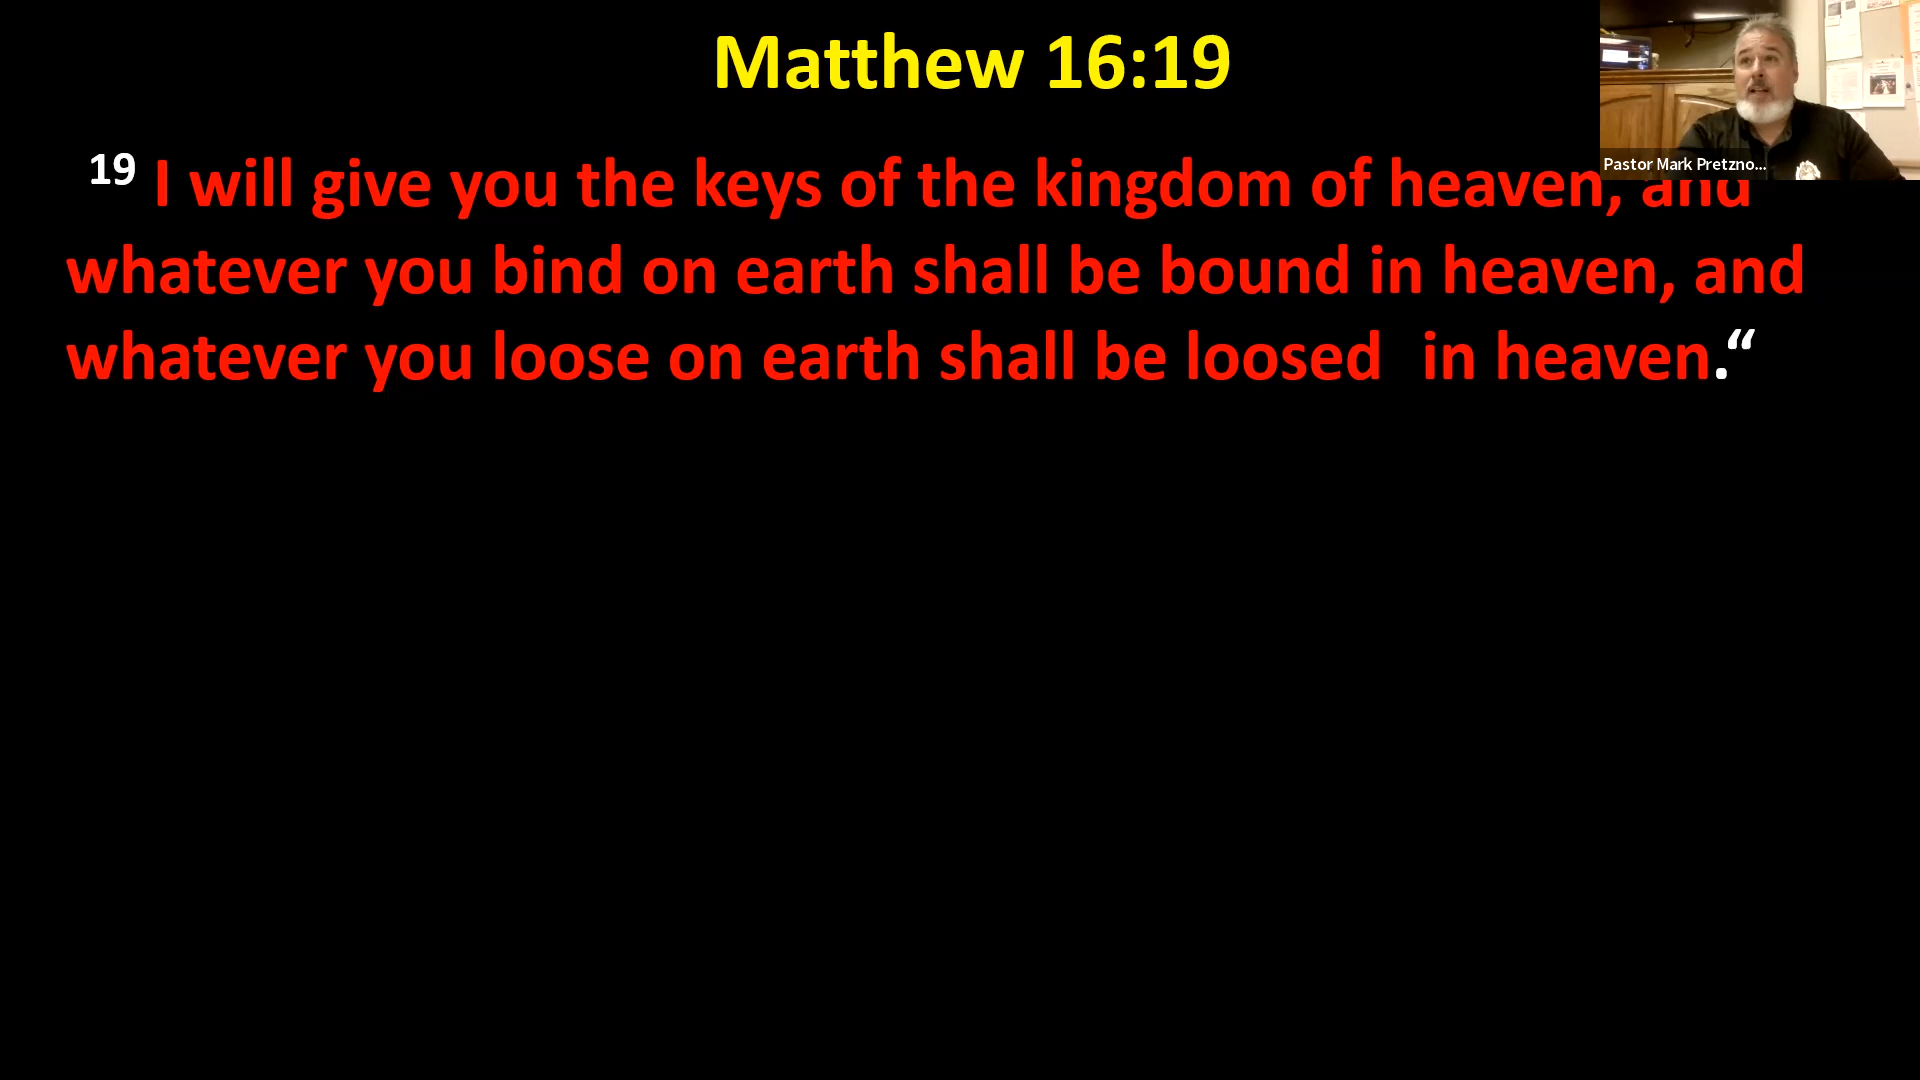 Matthew 16:19
19 I will give you the keys of the kingdom of heaven, and
whatever you bind on earth shall be bound in heaven, and
whatever you loose on earth shall be loosed in heaven.“
Pastor Mark Pretzno...